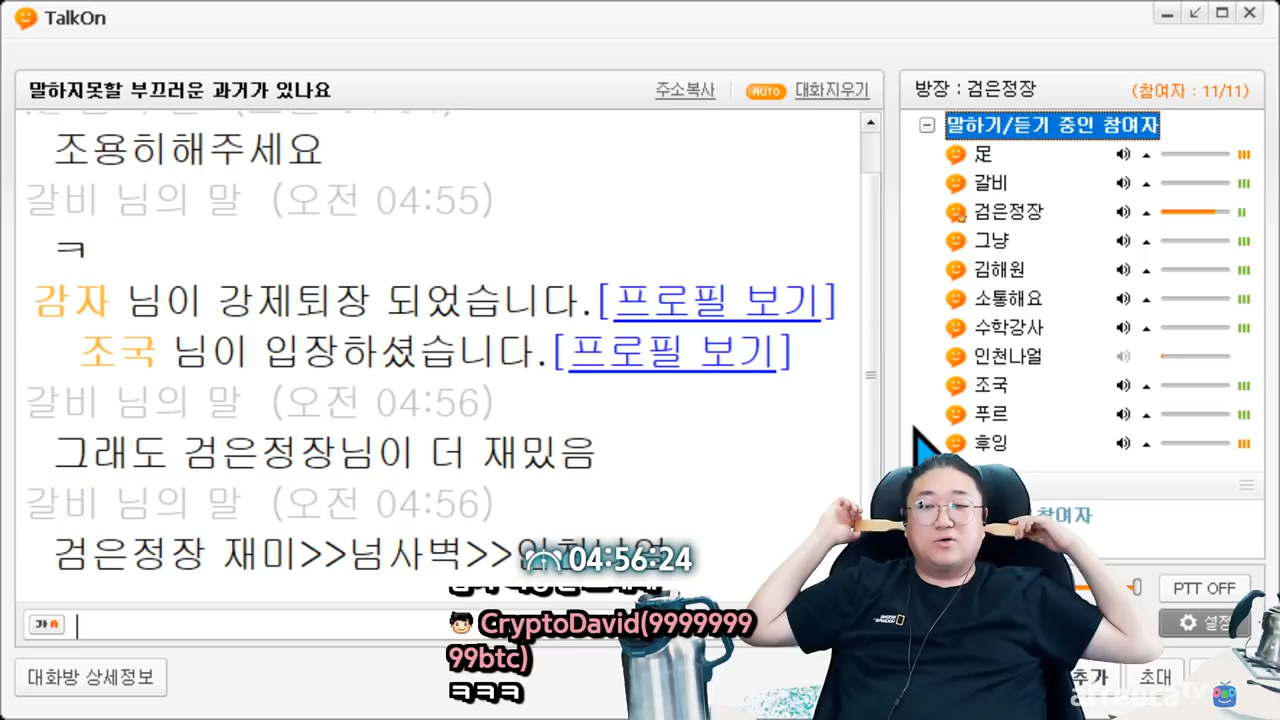 TalkOn
말하지못할 부끄러운 과거가 있나요
주소복사
AUTO
대화지우기
조용히해주세요
갈비 님의 말 (오전 04:55)
ㅋ
감자 님이 강제퇴장 되었습니다.[프로필 보기]
조국 님이 입장하셨습니다.[프로필 보기]
갈비 님의 말 (오전 04:56)
그래도 검은정장님이 더 재밌음
갈비 님의 말 (오전 04:56)
검은정장 재미>>넘사벽>>
04:56:24
CryptoDavid(9999999
99btc)
ㅋㅋㅋ
가
대화방 상세정보
방장 : 검은정장
(참여자 : 11/11)
말하기/듣기 중인 참여자
足
갈비
검은정장
그냥
김해원
소통해요
수학강사
인천나얼
조국
푸르
후잉
참여자
PTT OFF
설정
추가
초대
afreecaTV